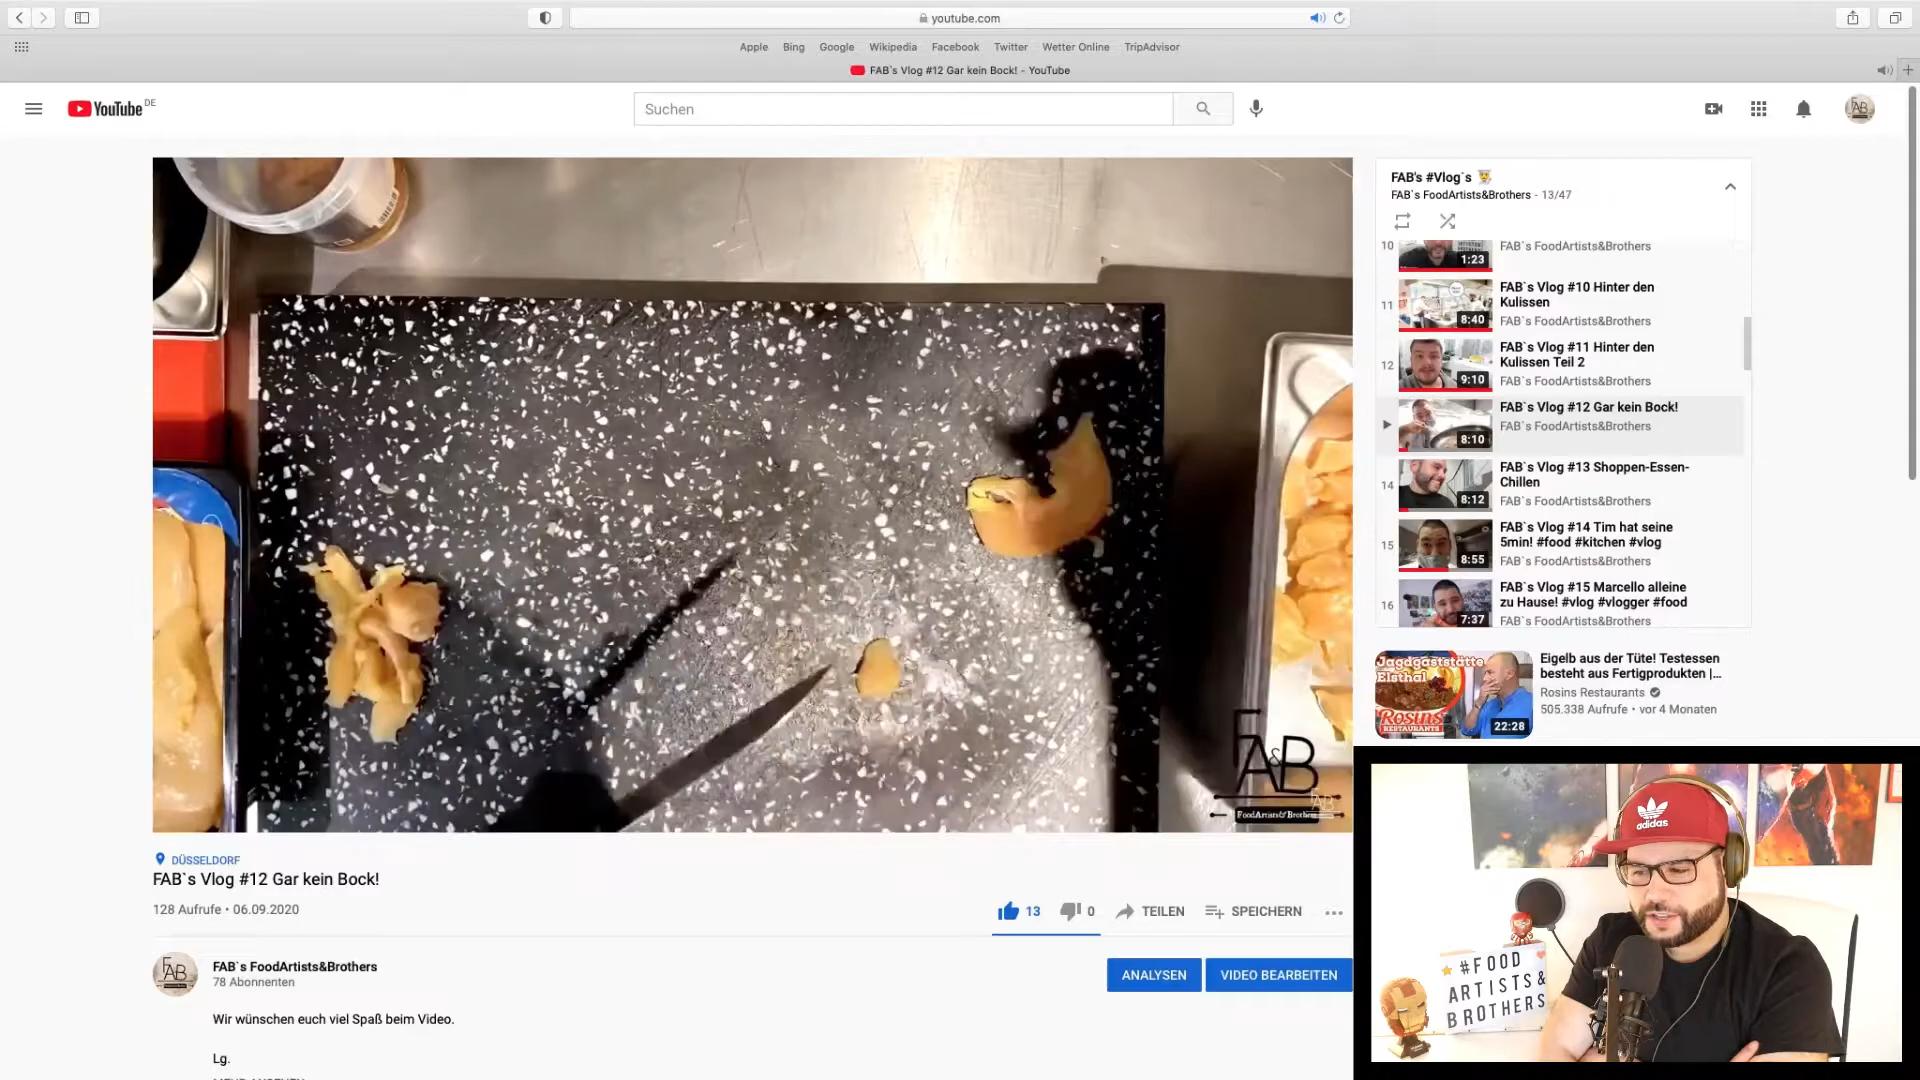 youtube.com
Apple Bing Google Wikipedia Facebook Twitter Wetter Online TripAdvisor
FAB`s Vlog #12 Gar kein Bock! - YouTube
YouTube DE
Suchen
FAB
FAB's #Vlog`s
FAB`s FoodArtists&Brothers - 13/47
10
1:23
FAB`s FoodArtists&Brothers
11
8:40
FAB`s Vlog #10 Hinter den
Kulissen
FAB`s FoodArtists&Brothers
12
9:10
FAB`s Vlog #11 Hinter den
Kulissen Teil 2
FAB`s FoodArtists&Brothers
8:10
FAB`s Vlog #12 Gar kein Bock!
FAB`s FoodArtists&Brothers
14
8:12
FAB`s Vlog #13 Shoppen-Essen-
Chillen
FAB`s FoodArtists&Brothers
15
8:55
FAB`s Vlog #14 Tim hat seine
5min! #food #kitchen #vlog
FAB`s FoodArtists&Brothers
16
7:37
FAB`s Vlog #15 Marcello alleine
zu Hause! #vlog #vlogger #food
FAB`s FoodArtists&Brothers
Jagdgaststätte
Elsthal
Rosins
RESTAURANTS
22:28
Eigelb aus der Tüte! Testessen
besteht aus Fertigprodukten |...
Rosins Restaurants
505.338 Aufrufe • vor 4 Monaten
FA&B
FoodArtists&Brothers
DÜSSELDORF
FAB`s Vlog #12 Gar kein Bock!
128 Aufrufe • 06.09.2020
13 0 TEILEN SPEICHERN
FAB
FAB`s FoodArtists&Brothers
78 Abonnenten
ANALYSEN VIDEO BEARBEITEN
Wir wünschen euch viel Spaß beim Video.
Lg.
adidas
#FOOD
ARTISTS &
BROTHERS